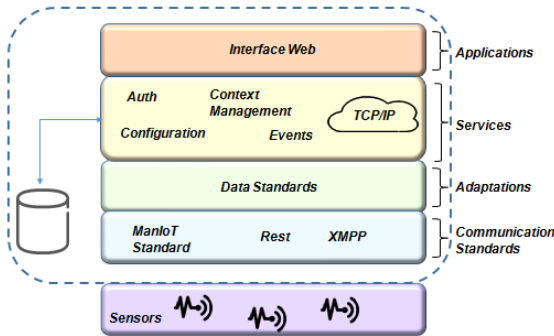 Interface Web
Applications
Auth
Context
Management
TCP/IP
Configuration
Events
Services
Data Standards
Adaptations
ManIoT
Standard
Rest
XMPP
Communication
Standards
Sensors